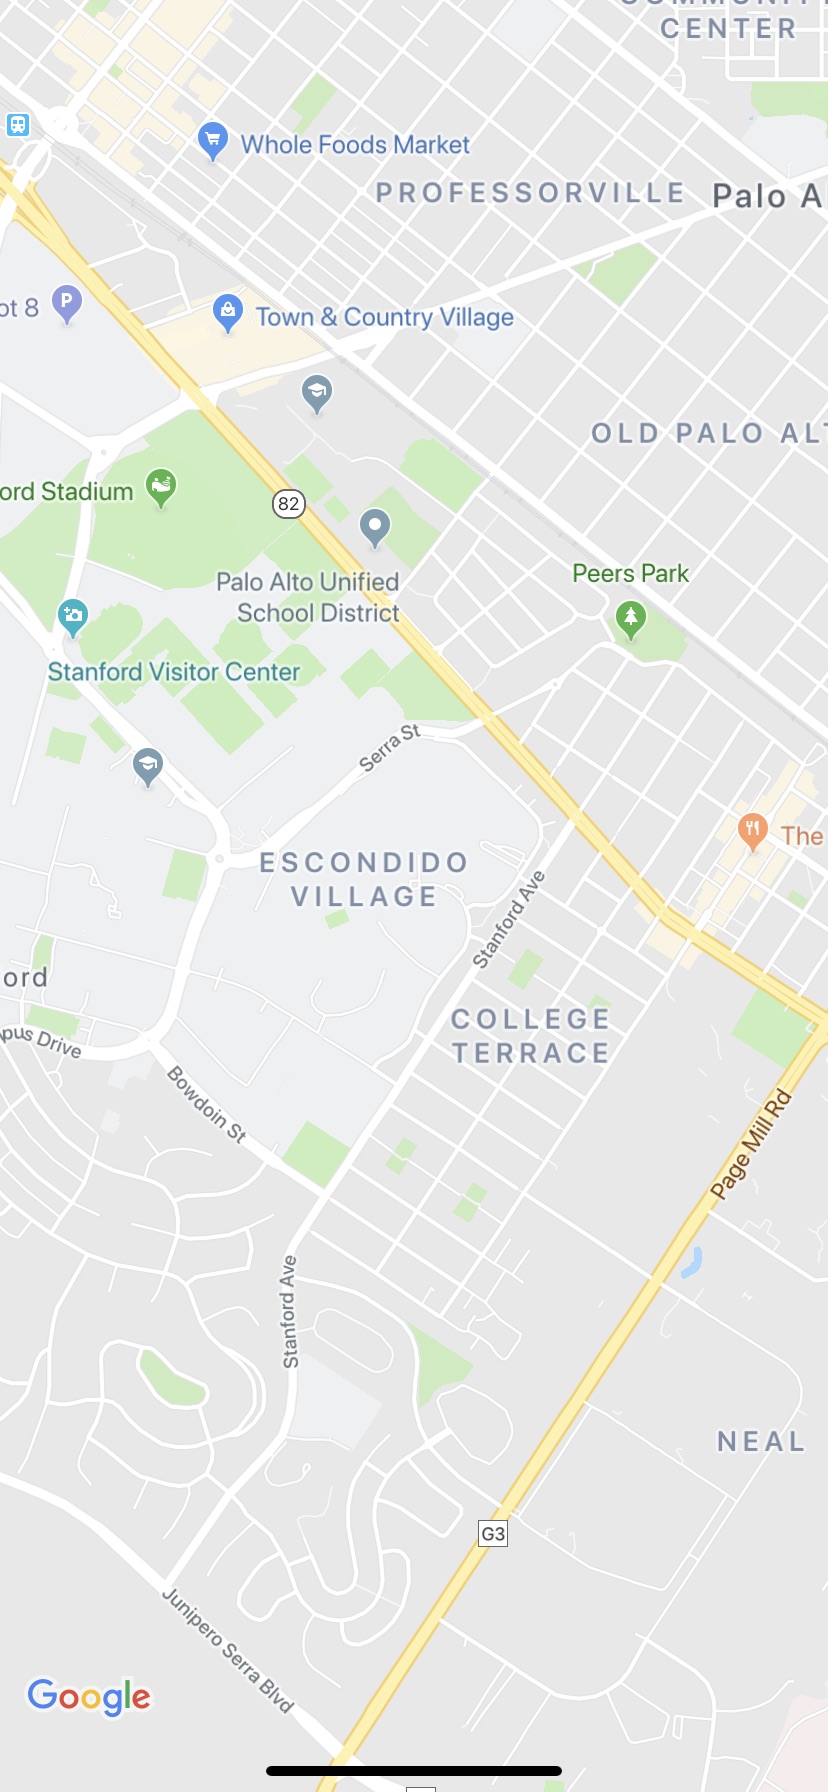 CENTER
Whole Foods Market
PROFESSORVILLE
Palo A
ot 8
P
Town & Country Village
OLD PALO ALT
ord Stadium
82
Peers Park
Palo Alto Unified
School District
Stanford Visitor Center
Serra St
The
ESCONDIDO
VILLAGE
Stanford Ave
ord
COLLEGE
TERRACE
pus Drive
Bowdoin St
Page Mill Rd
Stanford Ave
NEAL
G3
Junipero Serra Blvd
Google